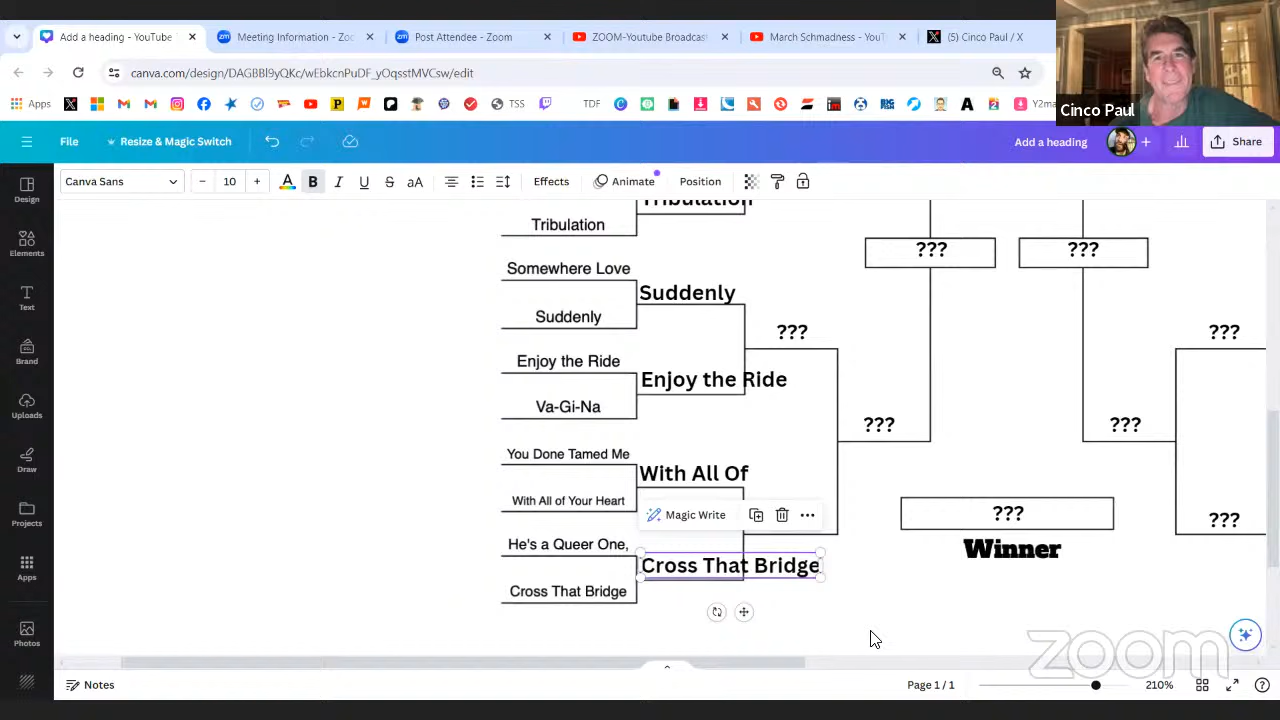 Add a heading - YouTube
Meeting Information - Zoo
Post Attendee - Zoom
ZOOM-Youtube Broadcast
March Schmadness - YouT
(5) Cinco Paul / X
canva.com/design/DAGBBl9yQKc/wEbkcnPuDF_yOqsstMVCsw/edit
Apps
TSS
TDF
Y2ma
Cinco Paul
File
Resize & Magic Switch
Add a heading
Share
Canva Sans
10
B
I
U
S
aA
Effects
Animate
Position
Design
Elements
Text
Brand
Uploads
Draw
Projects
Apps
Photos
Tribulation
Tribulation
Somewhere Love
Suddenly
Suddenly
Enjoy the Ride
Enjoy the Ride
Va-Gi-Na
You Done Tamed Me
With All Of
With All of Your Heart
Magic Write
He's a Queer One,
Cross That Bridge
Cross That Bridge
???
???
???
???
???
???
???
???
Winner
zoom
Notes
Page 1 / 1
210%